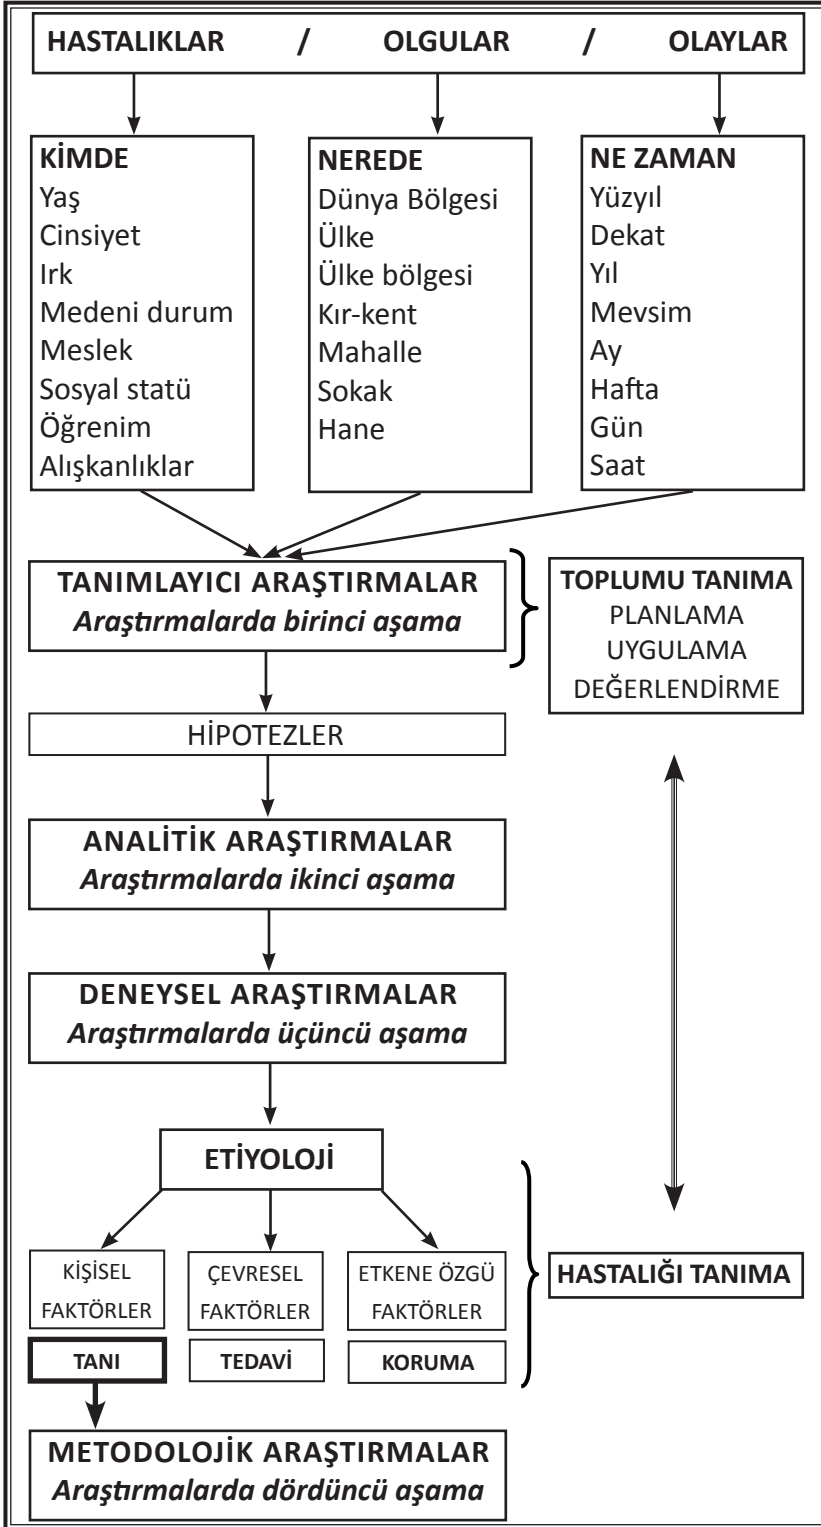 HASTALIKLAR / OLGULAR / OLAYLAR
KİMDE
Yaş
Cinsiyet
Irk
Medeni durum
Meslek
Sosyal statü
Öğrenim
Alışkanlıklar
NEREDE
Dünya Bölgesi
Ülke
Ülke bölgesi
Kır-kent
Mahalle
Sokak
Hane
NE ZAMAN
Yüzyıl
Dekat
Yıl
Mevsim
Ay
Hafta
Gün
Saat
TANIMLAYICI ARAŞTIRMALAR
Araştırmalarda birinci aşama
TOPLUMU TANIMA
PLANLAMA
UYGULAMA
DEĞERLENDİRME
HİPOTEZLER
ANALİTİK ARAŞTIRMALAR
Araştırmalarda ikinci aşama
DENEYSEL ARAŞTIRMALAR
Araştırmalarda üçüncü aşama
ETİYOLOJİ
KİŞİSEL
FAKTÖRLER
ÇEVRESEL
FAKTÖRLER
ETKENE ÖZGÜ
FAKTÖRLER
HASTALIĞI TANIMA
TANI
TEDAVİ
KORUMA
METODOLOJİK ARAŞTIRMALAR
Araştırmalarda dördüncü aşama